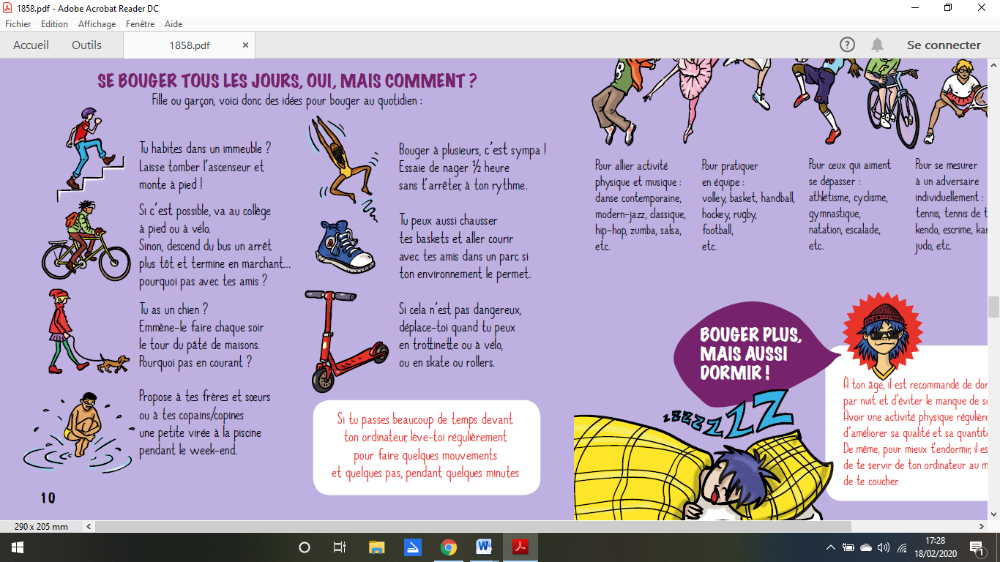 1858.pdf - Adobe Acrobat Reader DC
Fichier Edition Affichage Fenêtre Aide
Accueil Outils 1858.pdf × ? Se connecter
SE BOUGER TOUS LES JOURS, OUI, MAIS COMMENT ?
Fille ou garçon, voici donc des idées pour bouger au quotidien :
Tu habites dans un immeuble ?
Laisse tomber l'ascenseur et
monte à pied !
Si c'est possible, va au collège
à pied ou à vélo.
Sinon, descend du bus un arrêt
plus tôt et termine en marchant...
pourquoi pas avec tes amis ?
Tu as un chien ?
Emmène-le faire chaque soir
le tour du pâté de maisons.
Pourquoi pas en courant ?
Propose à tes frères et sœurs
ou à tes copains/copines
une petite virée à la piscine
pendant le week-end.
10
Bouger à plusieurs, c'est sympa !
Essaie de nager ½ heure
sans t'arrêter, à ton rythme.
Tu peux aussi chausser
tes baskets et aller courir
avec tes amis dans un parc si
ton environnement le permet.
Si cela n'est pas dangereux,
déplace-toi quand tu peux
en trottinette ou à vélo,
ou en skate ou rollers.
Si tu passes beaucoup de temps devant
ton ordinateur, lève-toi régulièrement
pour faire quelques mouvements
et quelques pas, pendant quelques minutes
8
Pour allier activité
physique et musique :
danse contemporaine,
modern-jazz, classique,
hip-hop, zumba, salsa,
etc.
Pour pratiquer
en équipe :
volley, basket, handball,
hockey, rugby,
football,
etc.
Pour ceux qui aiment
se dépasser :
athlétisme, cyclisme,
gymnastique,
natation, escalade,
etc.
Pour se mesurer
à un adversaire
individuellement :
tennis, tennis de t
kendo, escrime, kar
judo, etc.
BOUGER PLUS,
MAIS AUSSI
DORMIR !
zzzzzzZZZ
À ton âge, il est recommandé de dor
par nuit et d'éviter le manque de so
Avoir une activité physique régulière
d'améliorer sa qualité et sa quantité
De même, pour mieux t'endormir, il es
de te servir de ton ordinateur au m
de te coucher.
290 x 205 mm
17:28
18/02/2020
1